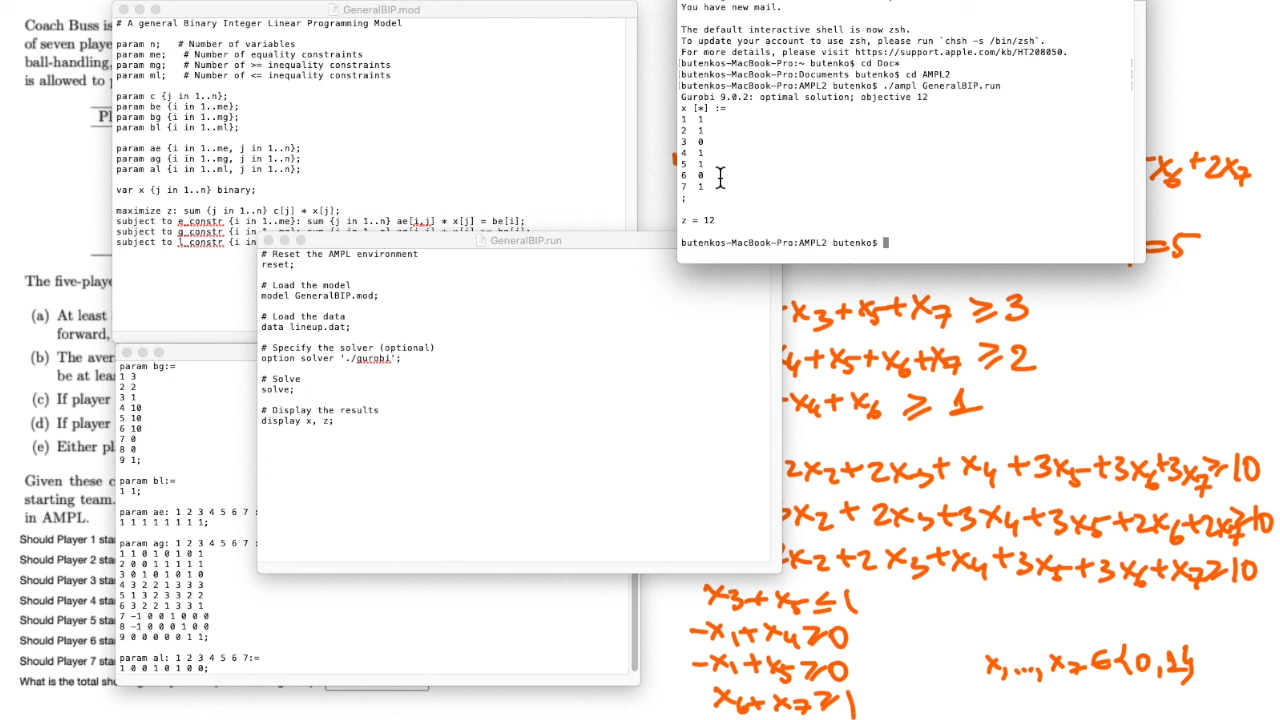 Coach Buss is
of seven playe
ball-handling,
is allowed to p
The five-playe
(a) At least
forward,
(b) The aver
be at lea
(c) If player
(d) If player
(e) Either pl
Given these c
starting team.
in AMPL.
Should Player 1 sta
Should Player 2 sta
Should Player 3 sta
Should Player 4 sta
Should Player 5 sta
Should Player 6 sta
Should Player 7 sta
What is the total sho
GeneralBIP.mod
# A general Binary Integer Linear Programming Model
param n; # Number of variables
param me; # Number of equality constraints
param mg; # Number of >= inequality constraints
param ml; # Number of <= inequality constraints
param c {j in 1..n};
param be {i in 1..me};
param bg {i in 1..mg};
param bl {i in 1..ml};
param ae {i in 1..me, j in 1..n};
param ag {i in 1..mg, j in 1..n};
param al {i in 1..ml, j in 1..n};
var x {j in 1..n} binary;
maximize z: sum {j in 1..n} c[j] * x[j];
subject to e_constr {i in 1..me}: sum {j in 1..n} ae[i,j] * x[j] = be[i];
subject to g_constr {i in 1..mg}: sum {j in 1..n}
subject to l_constr {i
param bg:=
1 3
2 2
3 1
4 10
5 10
6 10
7 0
8 0
9 1;
param bl:=
1 1;
param ae: 1 2 3 4 5 6 7 :
1 1 1 1 1 1 1 1;
param ag: 1 2 3 4 5 6 7 :
1 1 0 1 0 1 0 1
2 0 0 1 1 1 1 1
3 0 1 0 1 0 1 0
4 3 2 2 1 3 3 3
5 1 3 2 3 3 2 2
6 3 2 2 1 3 3 1
7 -1 0 0 1 0 0 0
8 -1 0 0 0 1 0 0
9 0 0 0 0 0 1 1;
param al: 1 2 3 4 5 6 7:=
1 0 0 1 0 1 0 0;
GeneralBIP.run
# Reset the AMPL environment
reset;
# Load the model
model GeneralBIP.mod;
# Load the data
data lineup.dat;
# Specify the solver (optional)
option solver './gurobi';
# Solve
solve;
# Display the results
display x, z;
You have new mail.
The default interactive shell is now zsh.
To update your account to use zsh, please run `chsh -s /bin/zsh`.
For more details, please visit https://support.apple.com/kb/HT208050.
butenkos-MacBook-Pro:~ butenko$ cd Doc*
butenkos-MacBook-Pro:Documents butenko$ cd AMPL2
butenkos-MacBook-Pro:AMPL2 butenko$ ./ampl GeneralBIP.run
Gurobi 9.0.2: optimal solution; objective 12
x [*] :=
1 1
2 1
3 0
4 1
5 1
6 0
7 1
;
z = 12
butenkos-MacBook-Pro:AMPL2 butenko$
x6 + 2x7
= 5
x3 + x5 + x7 ≥ 3
x4 + x5 + x6 + x7 ≥ 2
x4 + x6 ≥ 1
2x2 + 2x3 + x4 + 3x5 + 3x6 + 3x7 ≥ 10
x2 + 2x3 + 3x4 + 3x5 + 2x6 + 2x7 ≥ 10
x2 + 2x3 + x4 + 3x5 + 3x6 + x7 ≥ 10
x3 + x5 ≤ 1
-x1 + x4 ≥ 0
-x1 + x5 ≥ 0
x6 + x7 ≥ 1
x1, ..., x7 ∈ {0,1}